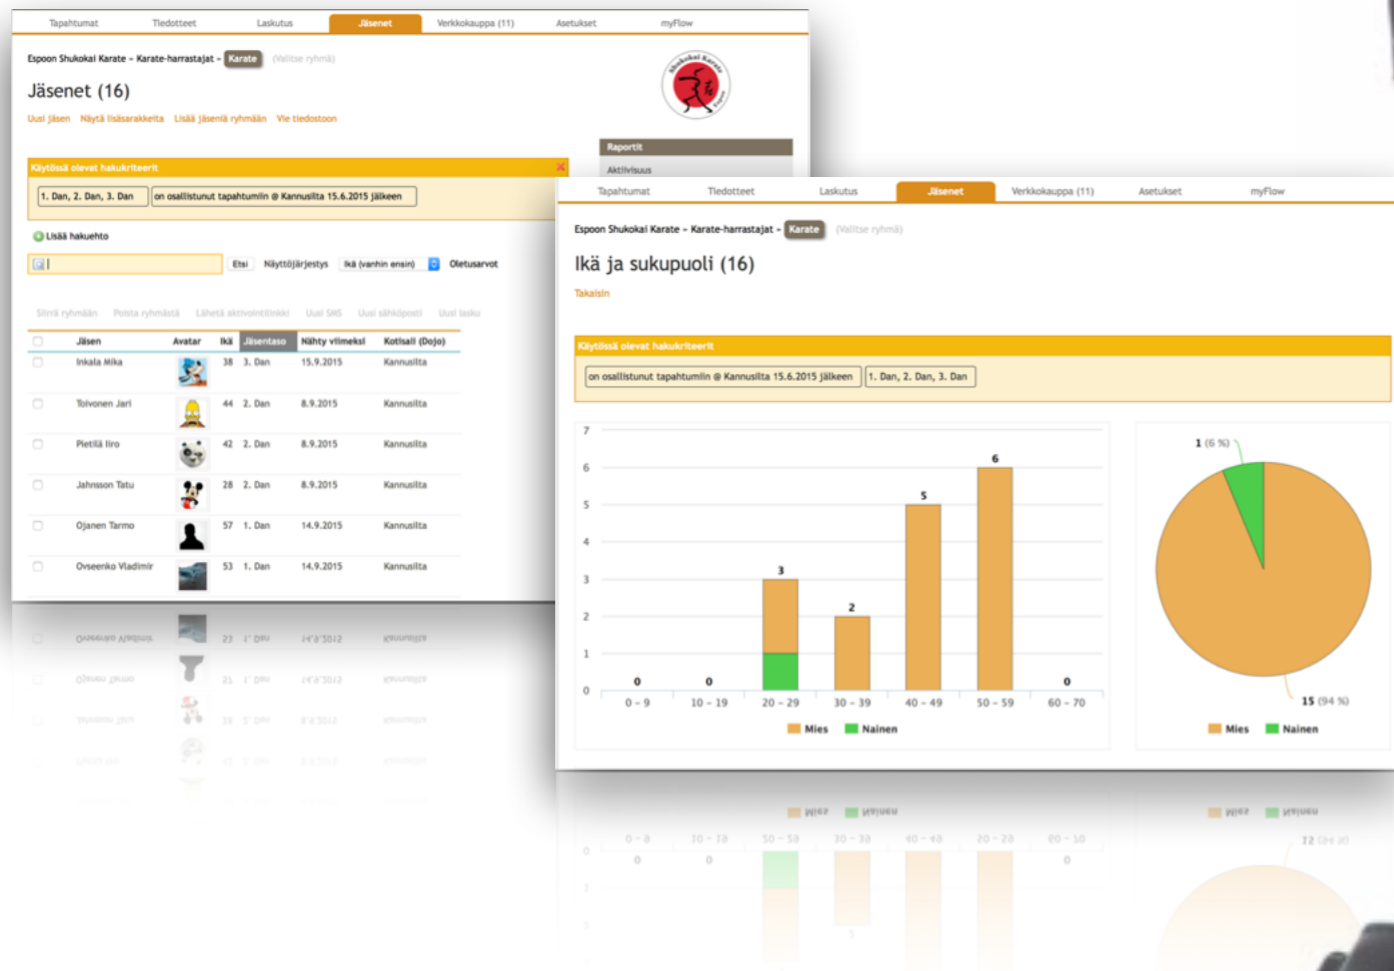 Tapahtumat Tiedotteet Laskutus Jäsenet Verkkokauppa (11) Asetukset myFlow
Espoon Shukokai Karate – Karate-harrastajat – Karate (Valitse ryhmä)
Shukokai Karate Espoo
Jäsenet (16)
Uusi jäsen Näytä lisäsarakkeita Lisää jäseniä ryhmään Vie tiedostoon
Raportit
Aktiivisuus
Käytössä olevat hakukriteerit
1. Dan, 2. Dan, 3. Dan on osallistunut tapahtumiin @ Kannusilta 15.6.2015 jälkeen
Lisää hakuehto
Etsi Näyttöjärjestys Ikä (vanhin ensin) Oletusarvot
Siirrä ryhmään Poista ryhmästä Lähetä aktivointilinkki Uusi SMS Uusi sähköposti Uusi lasku
Jäsen Avatar Ikä Jäsentaso Nähty viimeksi Kotisali (Dojo)
Inkala Mika 38 3. Dan 15.9.2015 Kannusilta
Toivonen Jari 44 2. Dan 8.9.2015 Kannusilta
Pietilä Iiro 42 2. Dan 8.9.2015 Kannusilta
Jahnsson Tatu 28 2. Dan 8.9.2015 Kannusilta
Ojanen Tarmo 57 1. Dan 14.9.2015 Kannusilta
Ovseenko Vladimir 53 1. Dan 14.9.2015 Kannusilta
Tapahtumat Tiedotteet Laskutus Jäsenet Verkkokauppa (11) Asetukset myFlow
Espoon Shukokai Karate – Karate-harrastajat – Karate (Valitse ryhmä)
Ikä ja sukupuoli (16)
Takaisin
Käytössä olevat hakukriteerit
on osallistunut tapahtumiin @ Kannusilta 15.6.2015 jälkeen 1. Dan, 2. Dan, 3. Dan
7
6
5
4
3
2
1
0
0 0 3 2 5 6 0
0 – 9 10 – 19 20 – 29 30 – 39 40 – 49 50 – 59 60 – 70
Mies Nainen
1 (6 %)
15 (94 %)
Mies Nainen